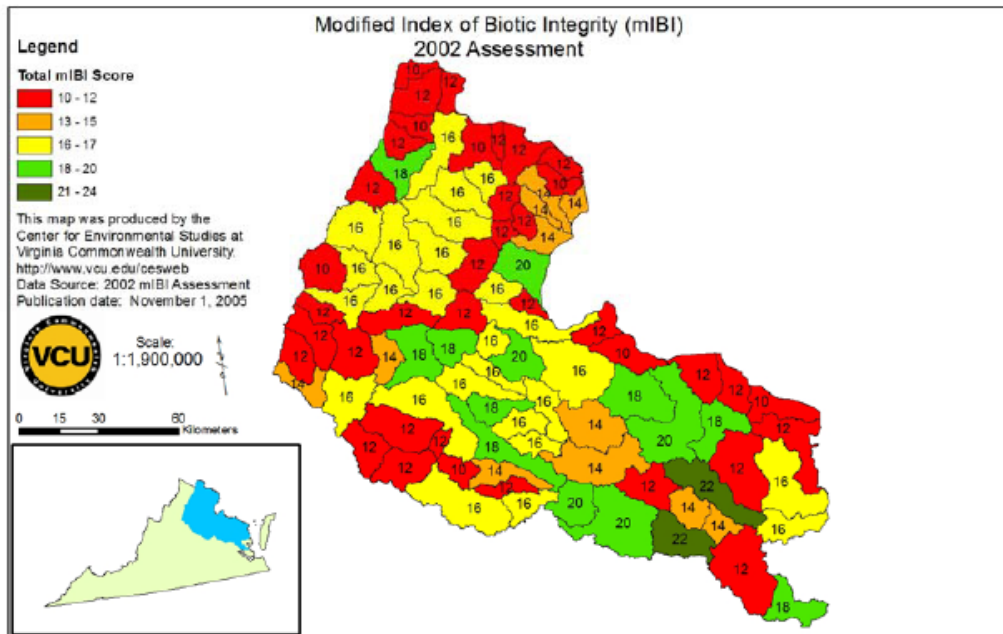 Modified Index of Biotic Integrity (mIBI)
2002 Assessment
Legend
Total mIBI Score
10 - 12
13 - 15
16 - 17
18 - 20
21 - 24
This map was produced by the
Center for Environmental Studies at
Virginia Commonwealth University.
http://www.vcu.edu/cesweb
Data Source: 2002 mIBI Assessment
Publication date: November 1, 2005
VCU
Scale:
1:1,900,000
0 15 30 60
Kilometers
10 12
12
10
12 16 10 12 12 12
18 16 10
12 16 12 14 14
16 16 16 12 14
12 14
10 16 16 12 20
16 16 16 16 12
12 12 12 16 12
12 12 14 18 18 16 20 16 10
12 16 12 12
14 16 16 16 18 10
18 16 16 18 12
12 12 18 16 14 20
12 10 14 14 12 22 12 16
12
16 16 20 20 14 14 16
22
12
18